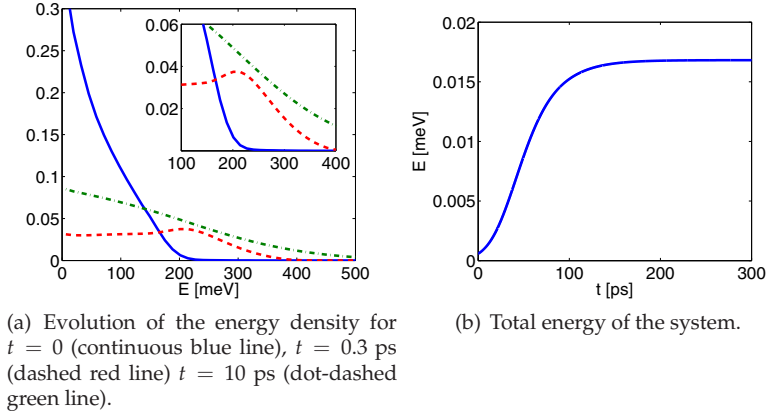 0.3
0.25
0.2
0.15
0.1
0.05
0
0 100 200 300 400 500
E [meV]
0.06
0.04
0.02
100 200 300 400
0.02
0.015
0.01
0.005
0
E [meV]
0 100 200 300
t [ps]
(a) Evolution of the energy density for
t = 0 (continuous blue line), t = 0.3 ps
(dashed red line) t = 10 ps (dot-dashed
green line).
(b) Total energy of the system.